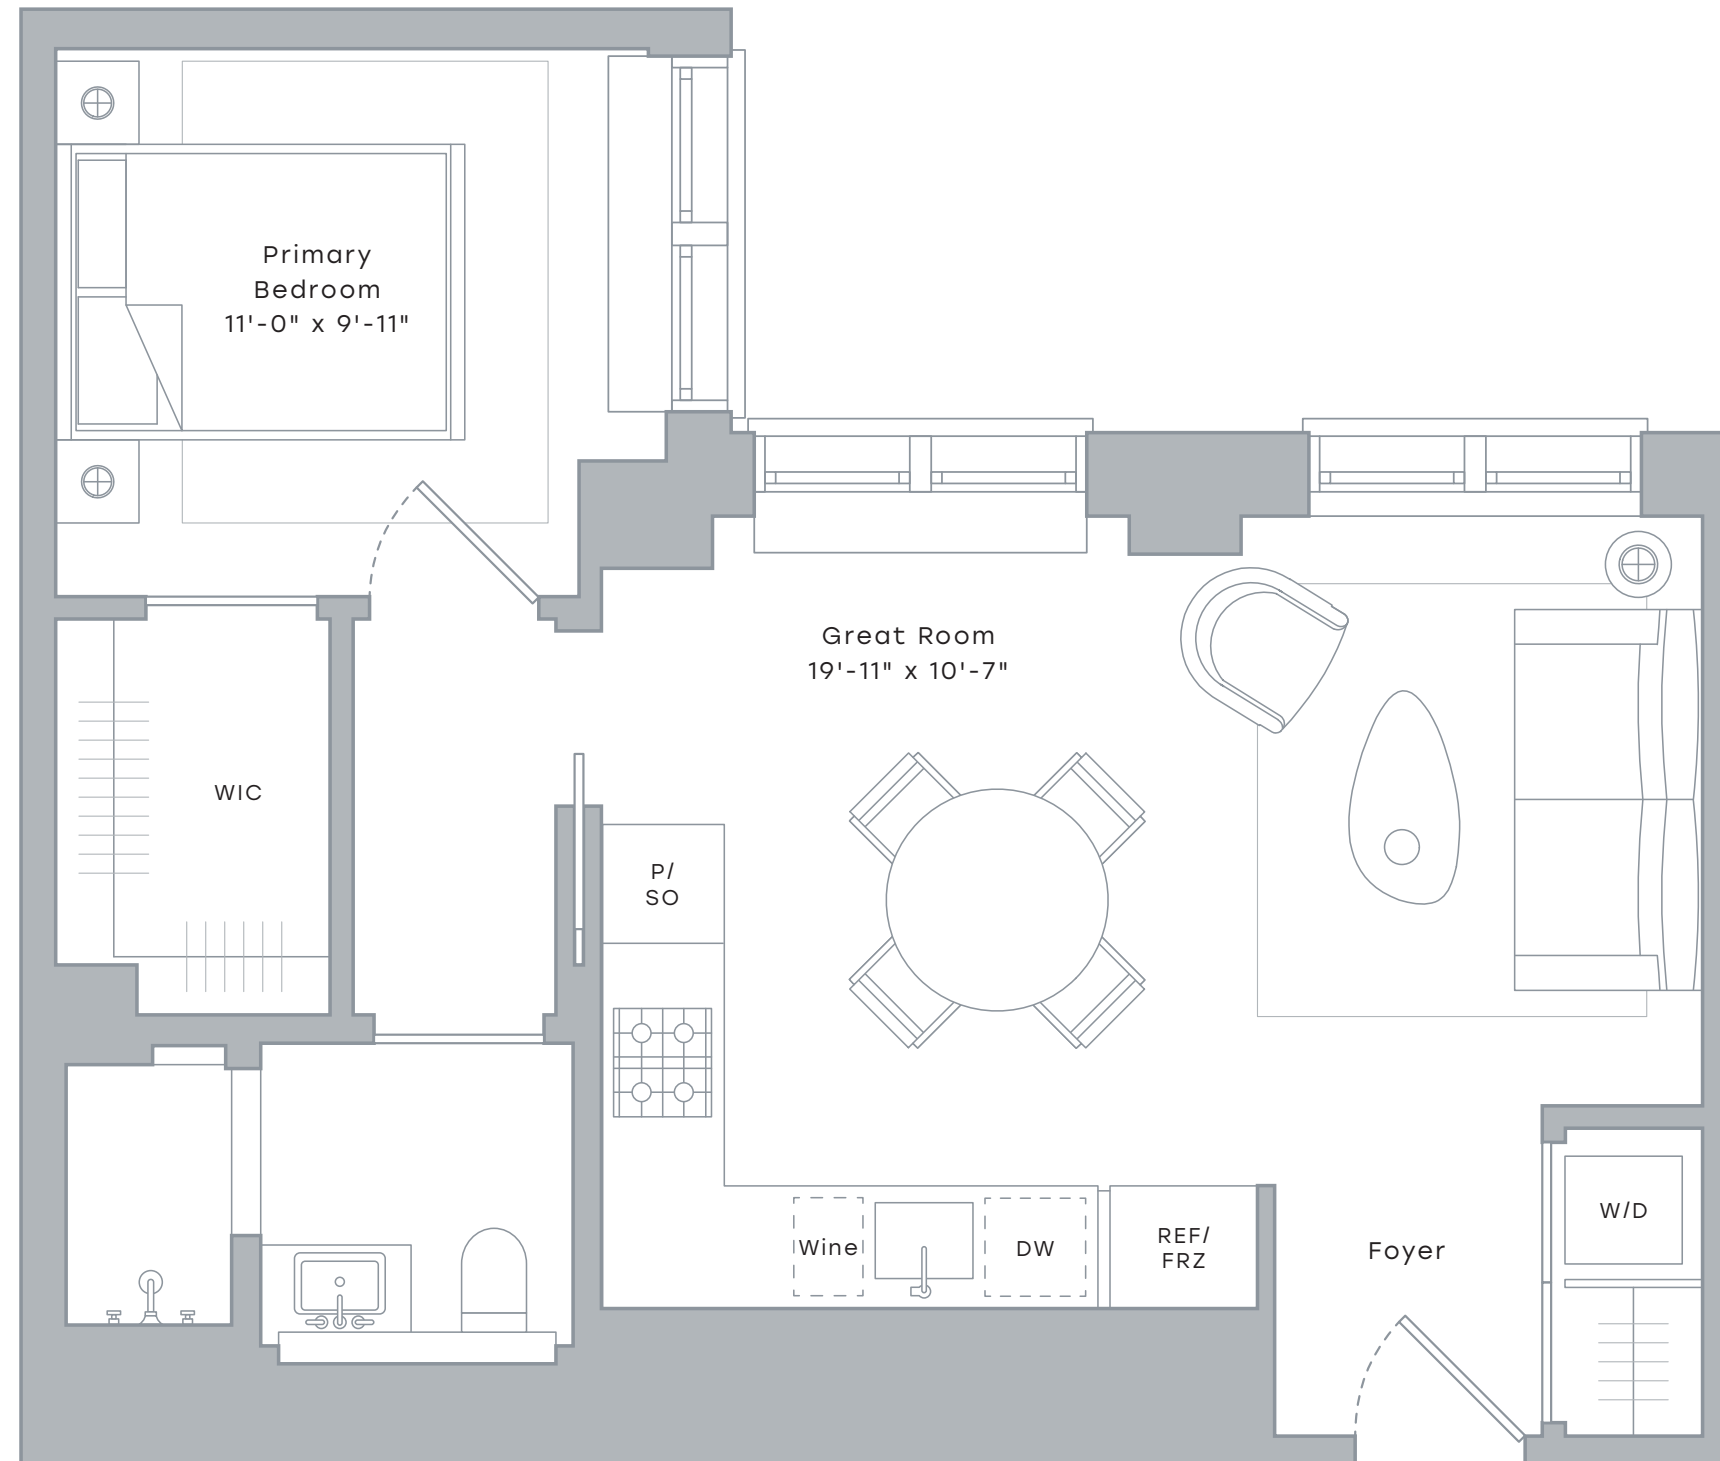 Primary
Bedroom
11'-0" x 9'-11"
Great Room
19'-11" x 10'-7"
WIC
P/
SO
Wine
DW
REF/
FRZ
Foyer
W/D